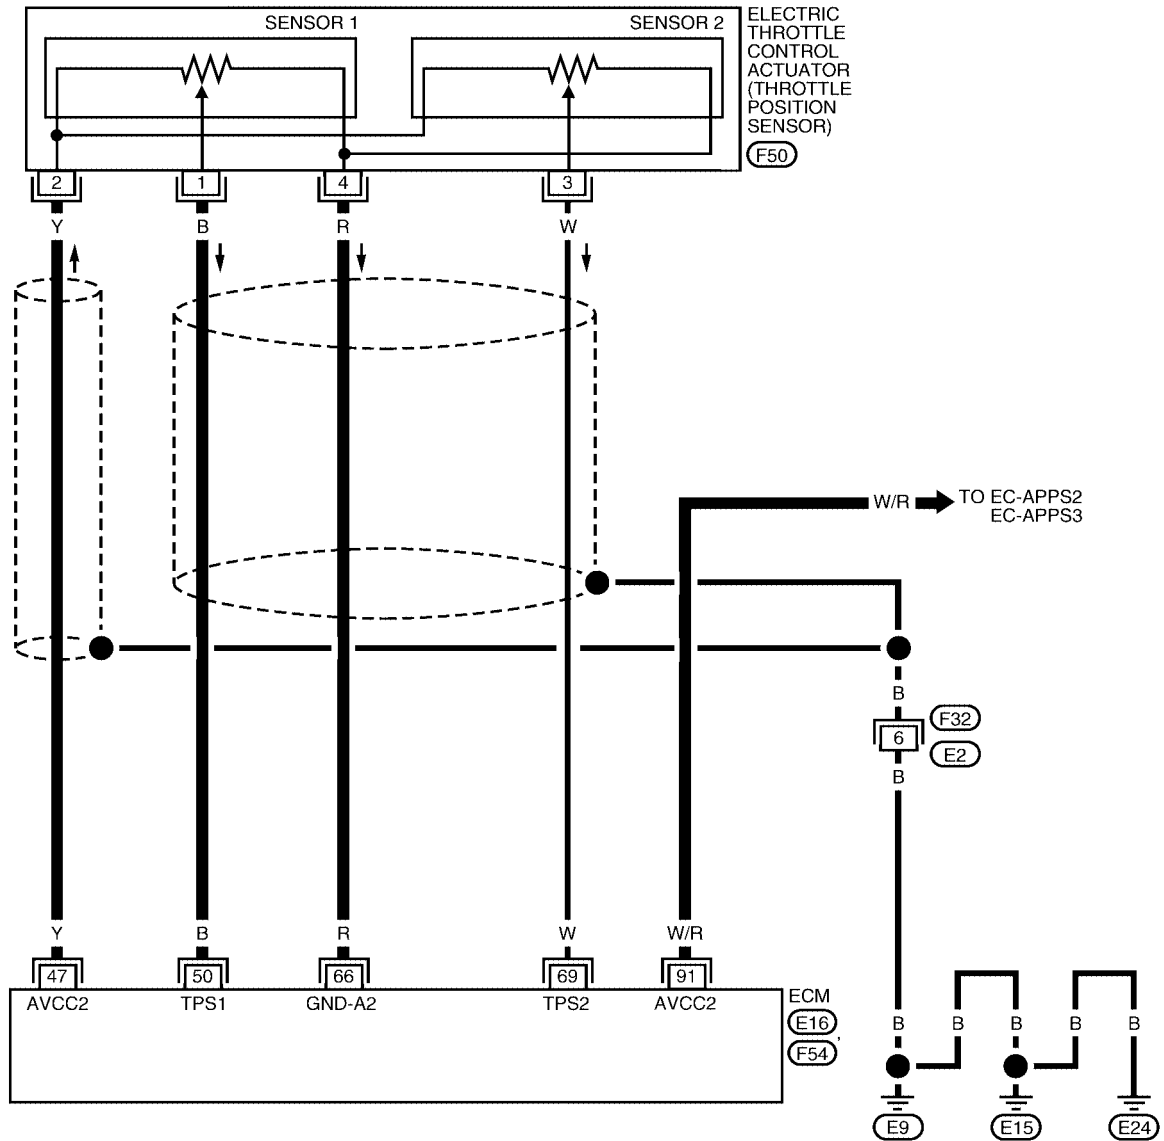 SENSOR 1
SENSOR 2
ELECTRIC
THROTTLE
CONTROL
ACTUATOR
(THROTTLE
POSITION
SENSOR)
F50
2 1 4 3
Y B R W
W/R TO EC-APPS2
EC-APPS3
B
F32
6
E2
B
Y B R W W/R
47 50 66 69 91
AVCC2 TPS1 GND-A2 TPS2 AVCC2
ECM
E16,
F54
B B B B B
E9 E15 E24